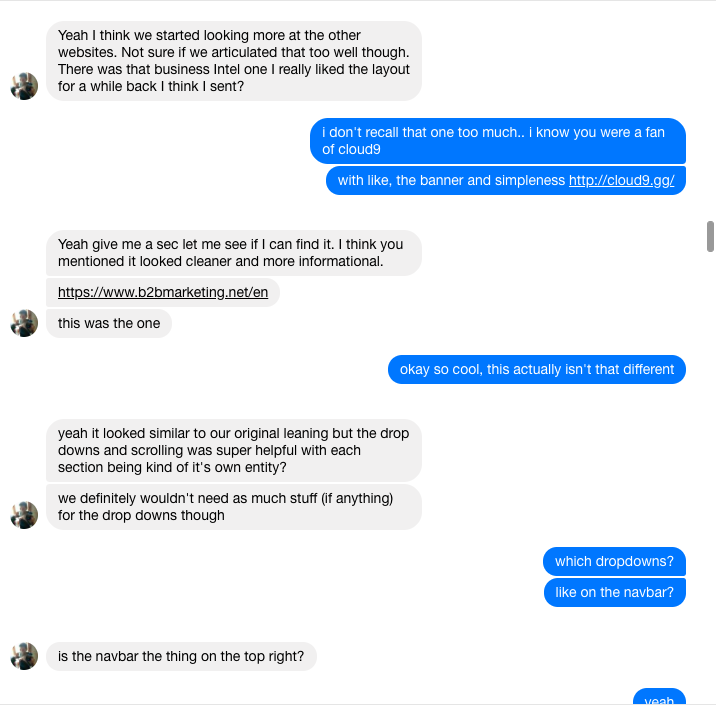 Yeah I think we started looking more at the other
websites. Not sure if we articulated that too well though.
There was that business Intel one I really liked the layout
for a while back I think I sent?
i don't recall that one too much.. i know you were a fan
of cloud9
with like, the banner and simpleness http://cloud9.gg/
Yeah give me a sec let me see if I can find it. I think you
mentioned it looked cleaner and more informational.
https://www.b2bmarketing.net/en
this was the one
okay so cool, this actually isn't that different
yeah it looked similar to our original leaning but the drop
downs and scrolling was super helpful with each
section being kind of it's own entity?
we definitely wouldn't need as much stuff (if anything)
for the drop downs though
which dropdowns?
like on the navbar?
is the navbar the thing on the top right?
yeah